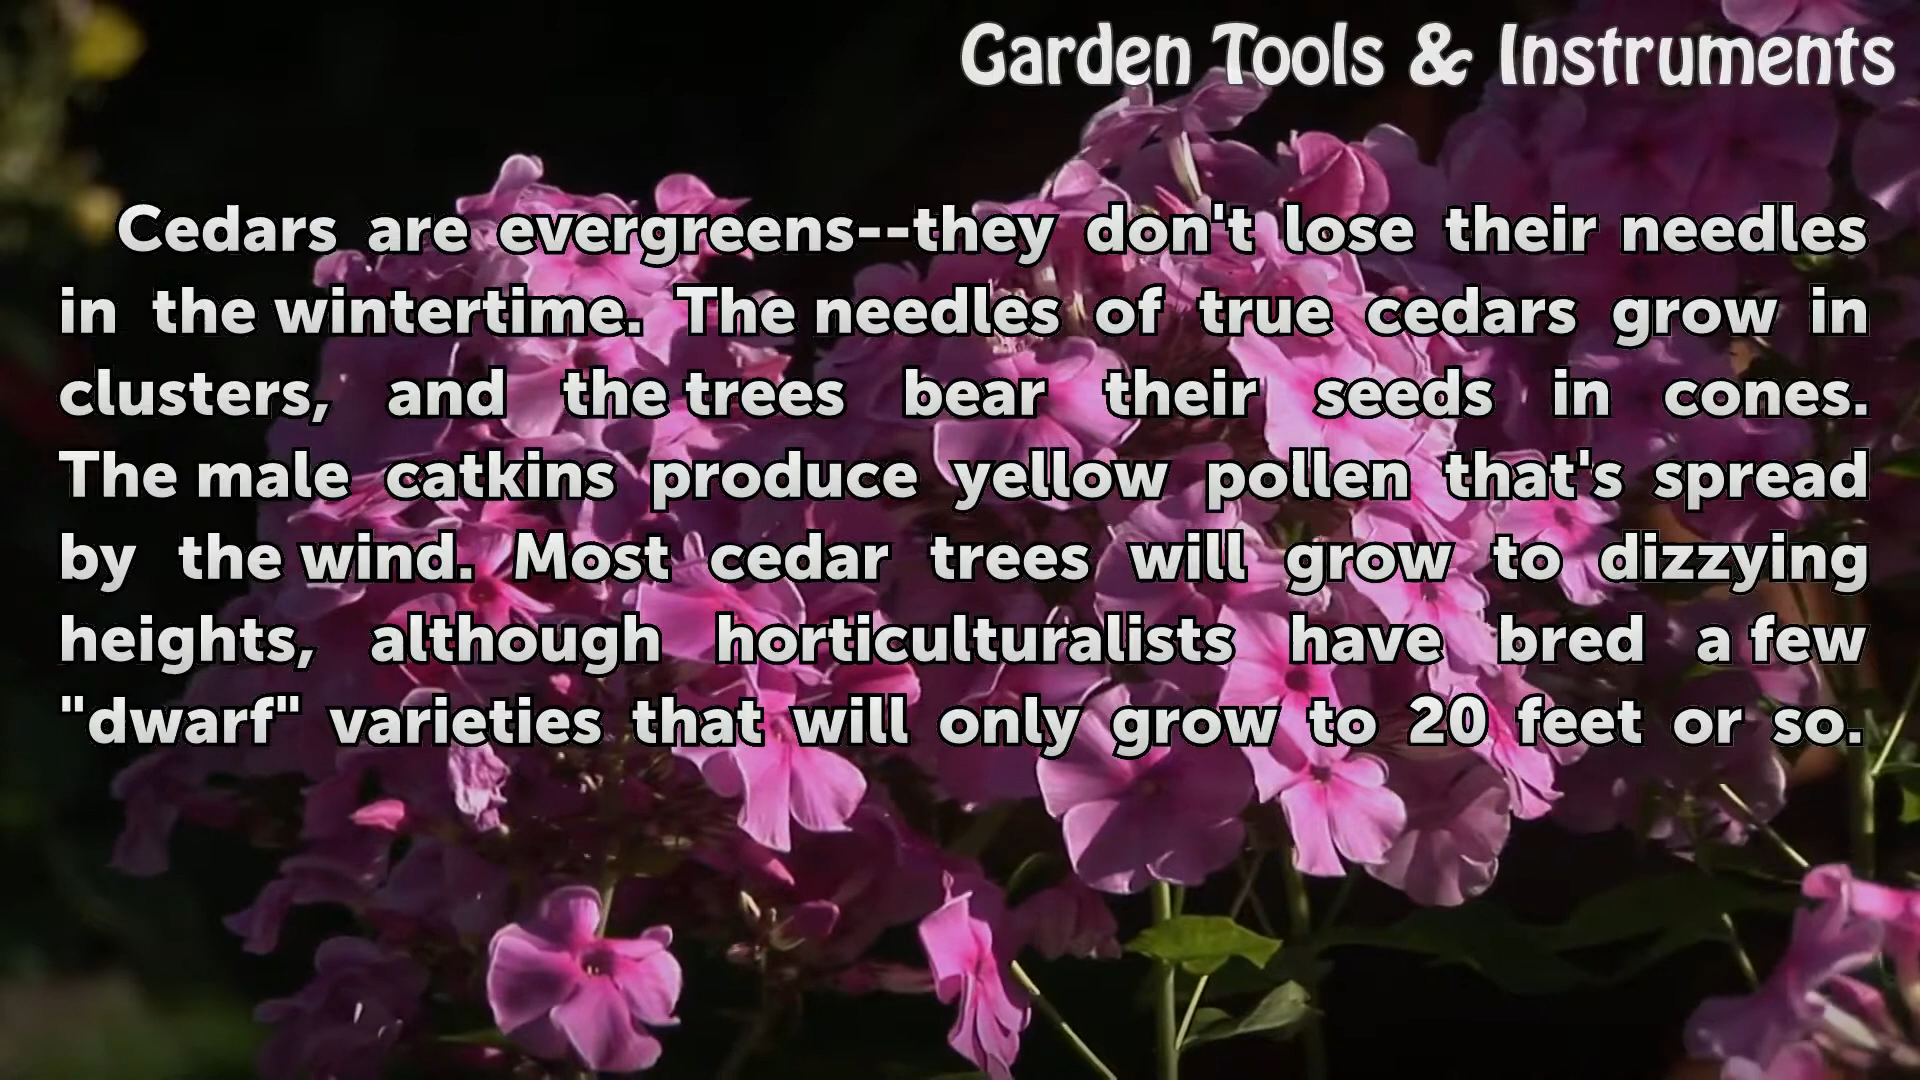 Garden Tools & Instruments
Cedars are evergreens--they don't lose their needles
in the wintertime. The needles of true cedars grow in
clusters, and the trees bear their seeds in cones.
The male catkins produce yellow pollen that's spread
by the wind. Most cedar trees will grow to dizzying
heights, although horticulturalists have bred a few
"dwarf" varieties that will only grow to 20 feet or so.